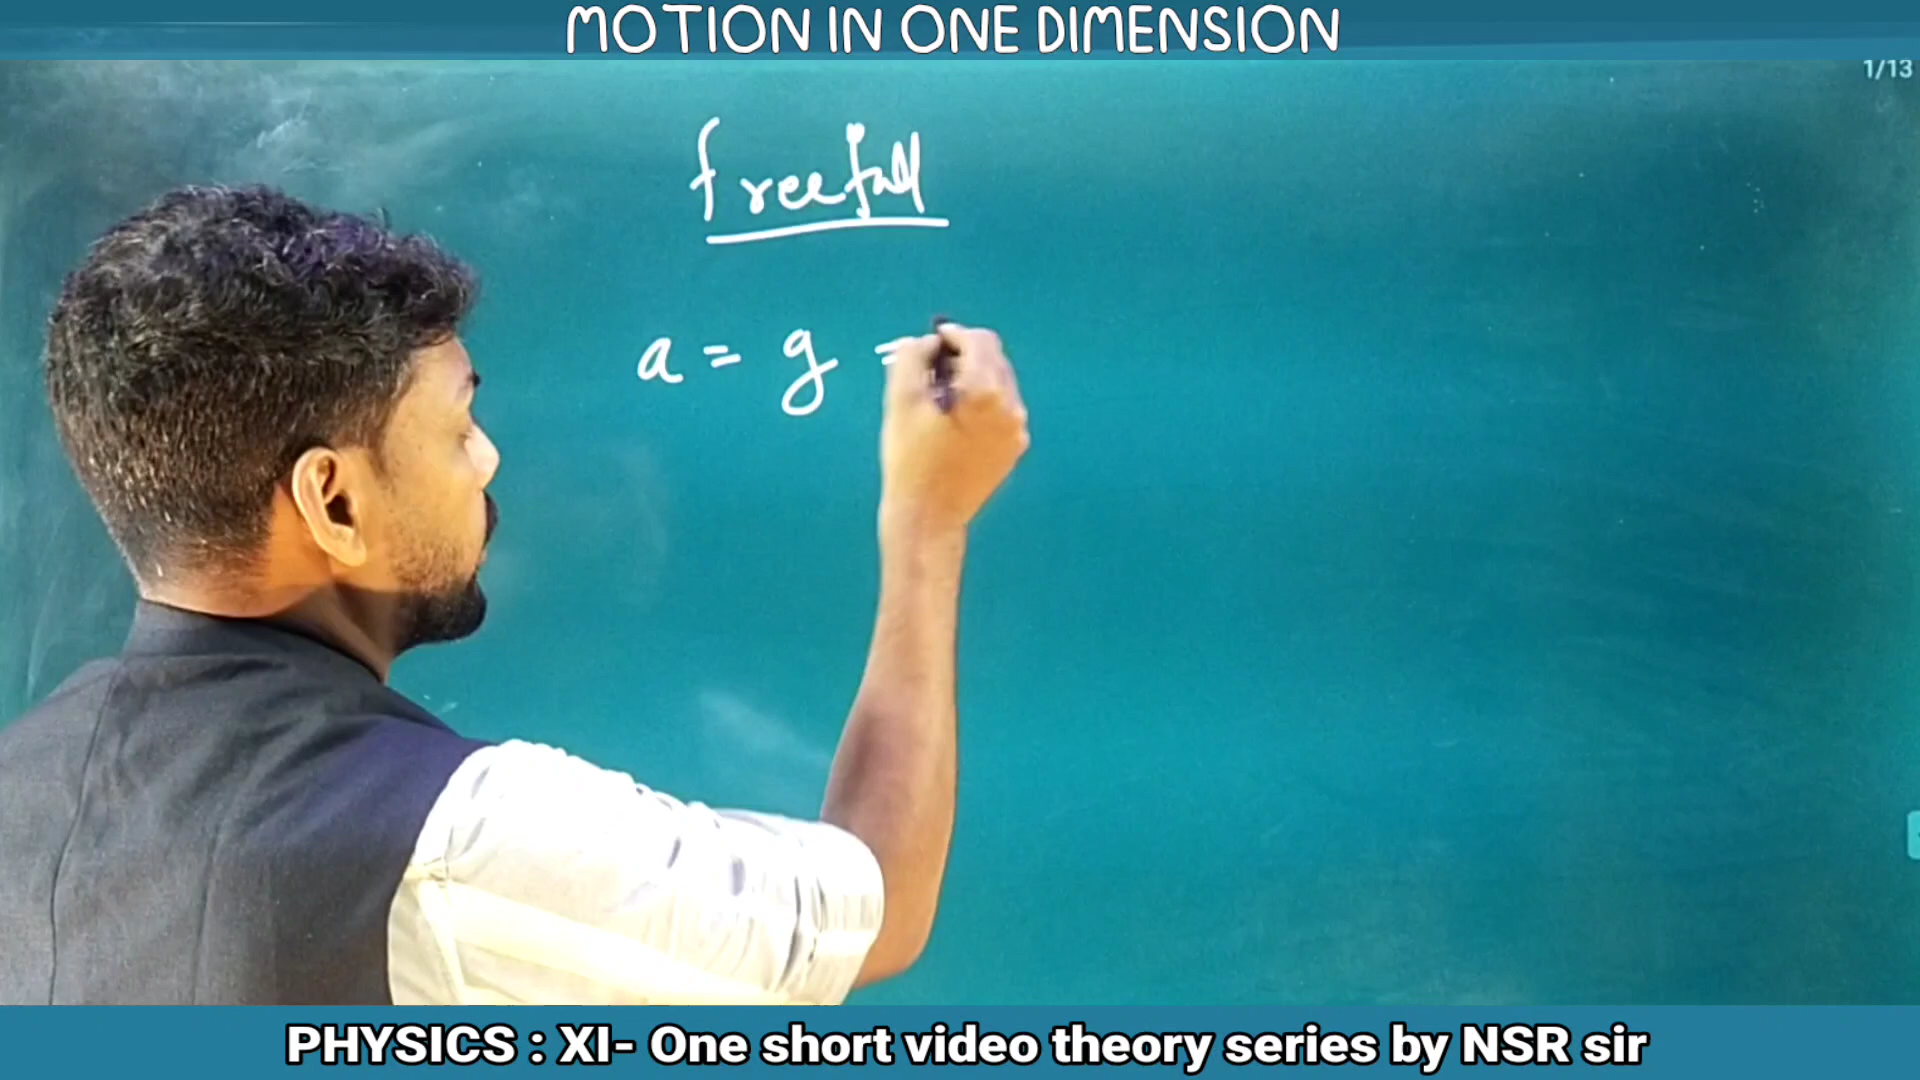 MOTION IN ONE DIMENSION
1/13
freefall
a = g =
PHYSICS : XI- One short video theory series by NSR sir